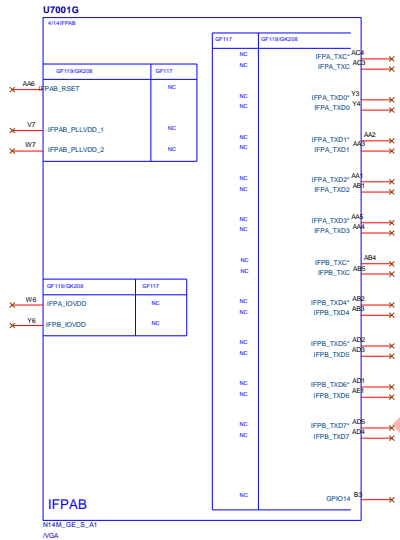 U7001G
4/14IFPAB
GF117 GF119/GK208
NC IFPA_TXC* AC4
IFPA_TXC AC3
GF119/GK208 GF117
AA6 IFPAB_RSET NC
NC IFPA_TXD0* Y3
IFPA_TXD0 Y4
V7 IFPAB_PLLVDD_1 NC
W7 IFPAB_PLLVDD_2 NC
NC IFPA_TXD1* AA2
NC IFPA_TXD1 AA3
NC IFPA_TXD2* AA1
NC IFPA_TXD2 AB1
NC IFPA_TXD3* AA5
NC IFPA_TXD3 AA4
NC IFPB_TXC* AB4
NC IFPB_TXC AB5
GF119/GK208 GF117
W6 IFPA_IOVDD NC
Y6 IFPB_IOVDD NC
NC IFPB_TXD4* AB2
NC IFPB_TXD4 AB3
NC IFPB_TXD5* AD2
NC IFPB_TXD5 AD3
NC IFPB_TXD6* AD1
NC IFPB_TXD6 AE1
NC IFPB_TXD7* AD5
NC IFPB_TXD7 AD4
NC GPIO14 B3
IFPAB
N14M_GE_S_A1
/VGA